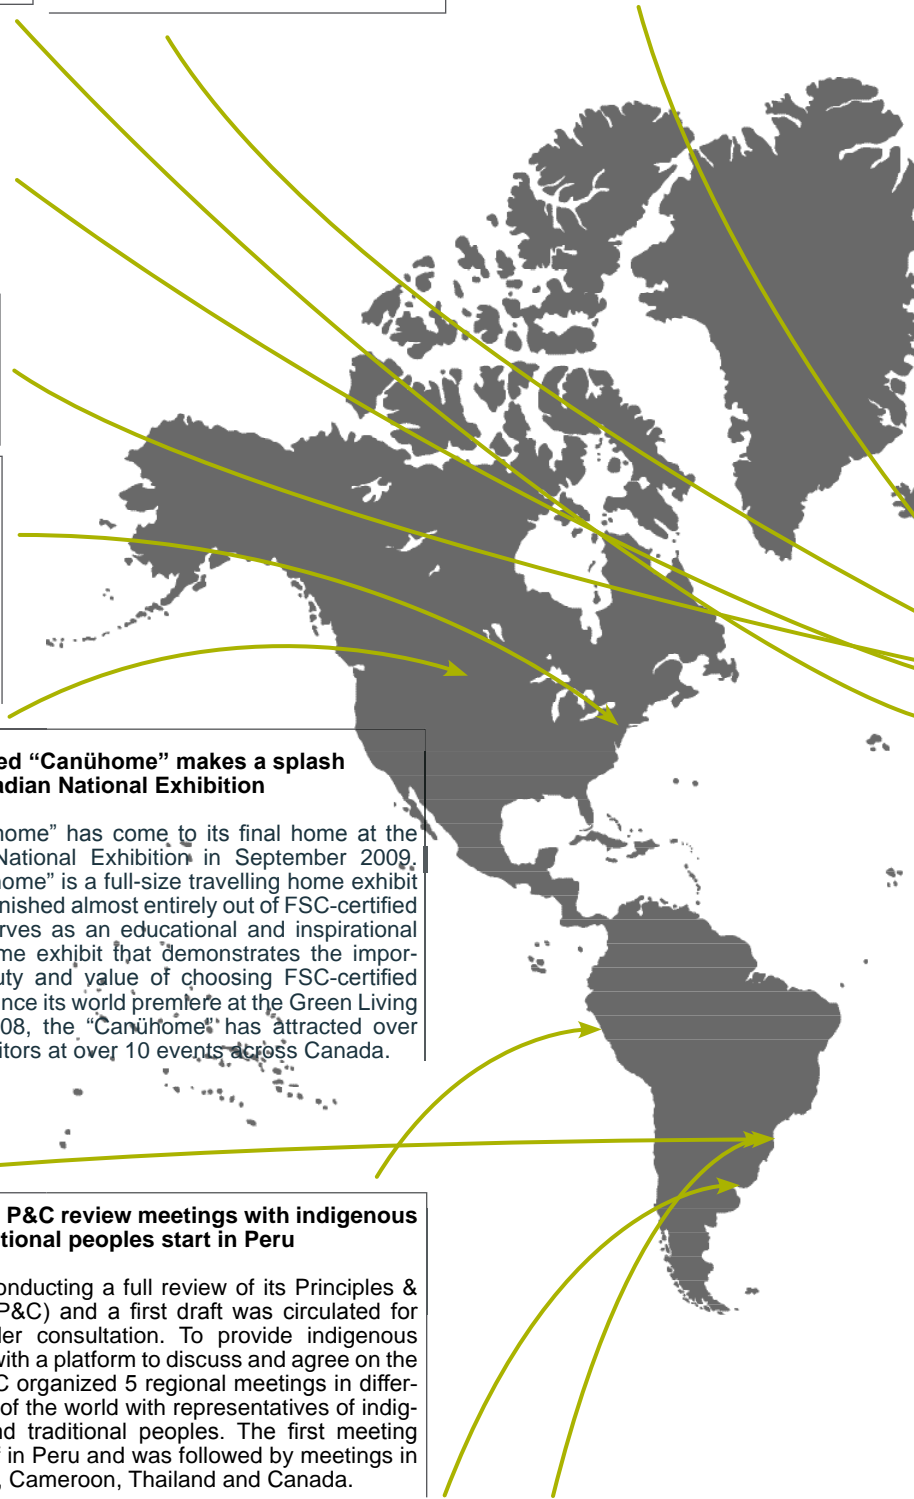 ed “Canühome” makes a splash
adian National Exhibition
home” has come to its final home at the
National Exhibition in September 2009.
home” is a full-size travelling home exhibit
nished almost entirely out of FSC-certified
rves as an educational and inspirational
me exhibit that demonstrates the impor-
uty and value of choosing FSC-certified
nce its world premiere at the Green Living
08, the “Canühome” has attracted over
itors at over 10 events across Canada.
P&C review meetings with indigenous
tional peoples start in Peru
onducting a full review of its Principles &
P&C) and a first draft was circulated for
ler consultation. To provide indigenous
with a platform to discuss and agree on the
C organized 5 regional meetings in differ-
of the world with representatives of indig-
nd traditional peoples. The first meeting
f in Peru and was followed by meetings in
, Cameroon, Thailand and Canada.